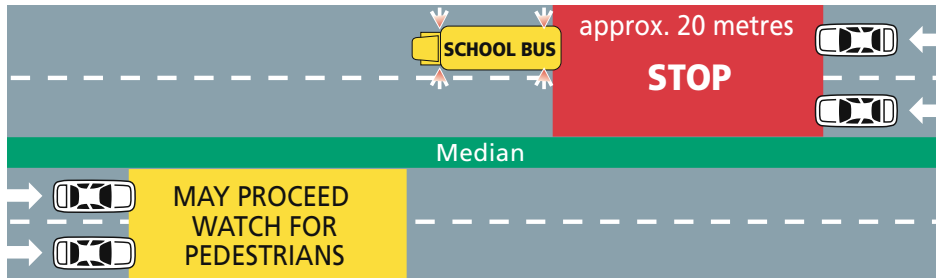 approx. 20 metres
SCHOOL BUS
STOP
Median
MAY PROCEED
WATCH FOR
PEDESTRIANS